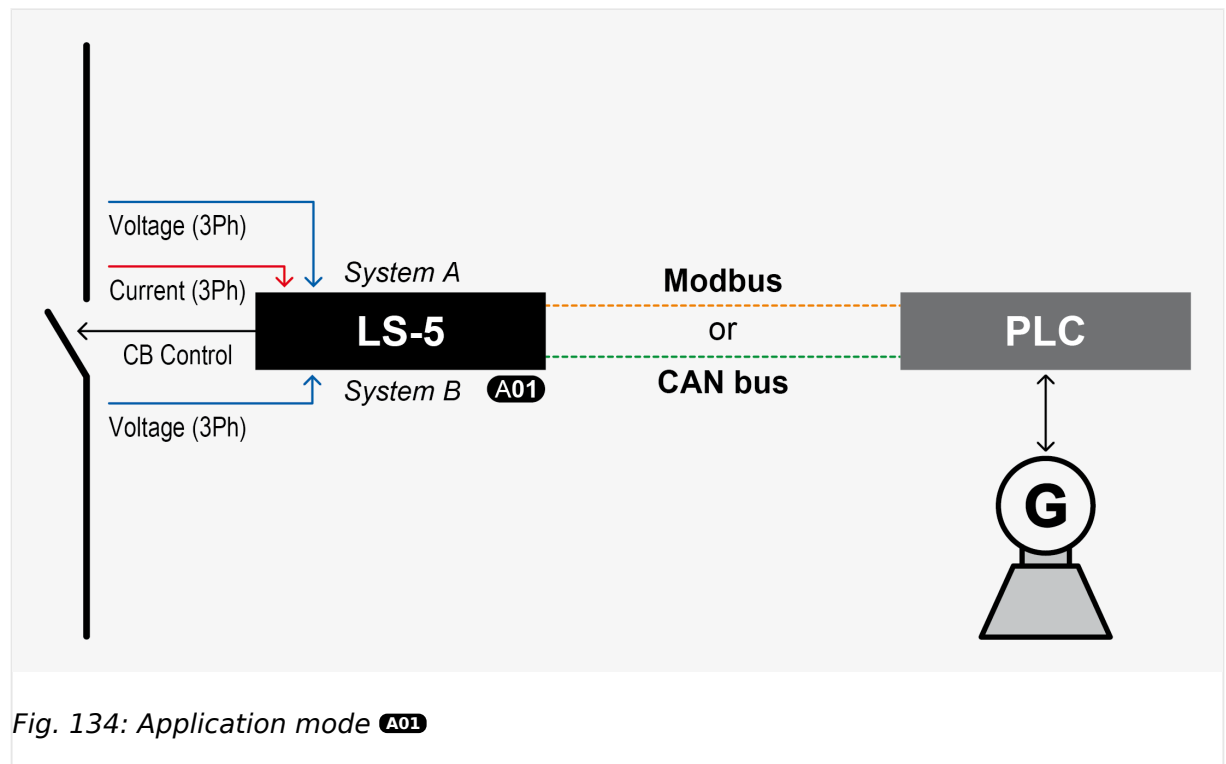 Voltage (3Ph)
System A
Current (3Ph)
Modbus
LS-5
or
PLC
CB Control
CAN bus
System B A01
Voltage (3Ph)
G
Fig. 134: Application mode A01